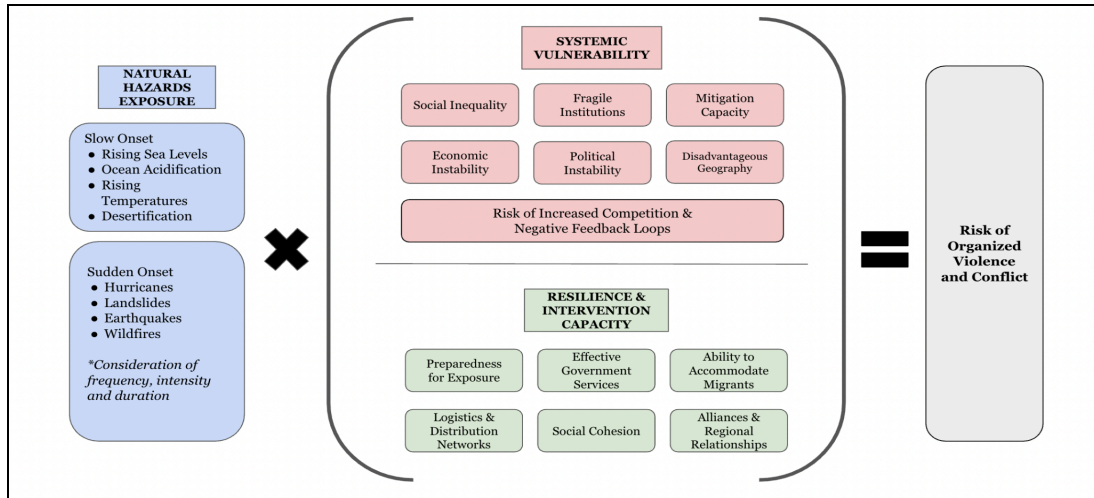 NATURAL
HAZARDS
EXPOSURE
Slow Onset
● Rising Sea Levels
● Ocean Acidification
● Rising
Temperatures
● Desertification
Sudden Onset
● Hurricanes
● Landslides
● Earthquakes
● Wildfires
*Consideration of
frequency, intensity
and duration
SYSTEMIC
VULNERABILITY
Social Inequality
Fragile
Institutions
Mitigation
Capacity
Economic
Instability
Political
Instability
Disadvantageous
Geography
Risk of Increased Competition &
Negative Feedback Loops
RESILIENCE &
INTERVENTION
CAPACITY
Preparedness
for Exposure
Effective
Government
Services
Ability to
Accommodate
Migrants
Logistics &
Distribution
Networks
Social Cohesion
Alliances &
Regional
Relationships
Risk of
Organized
Violence
and Conflict